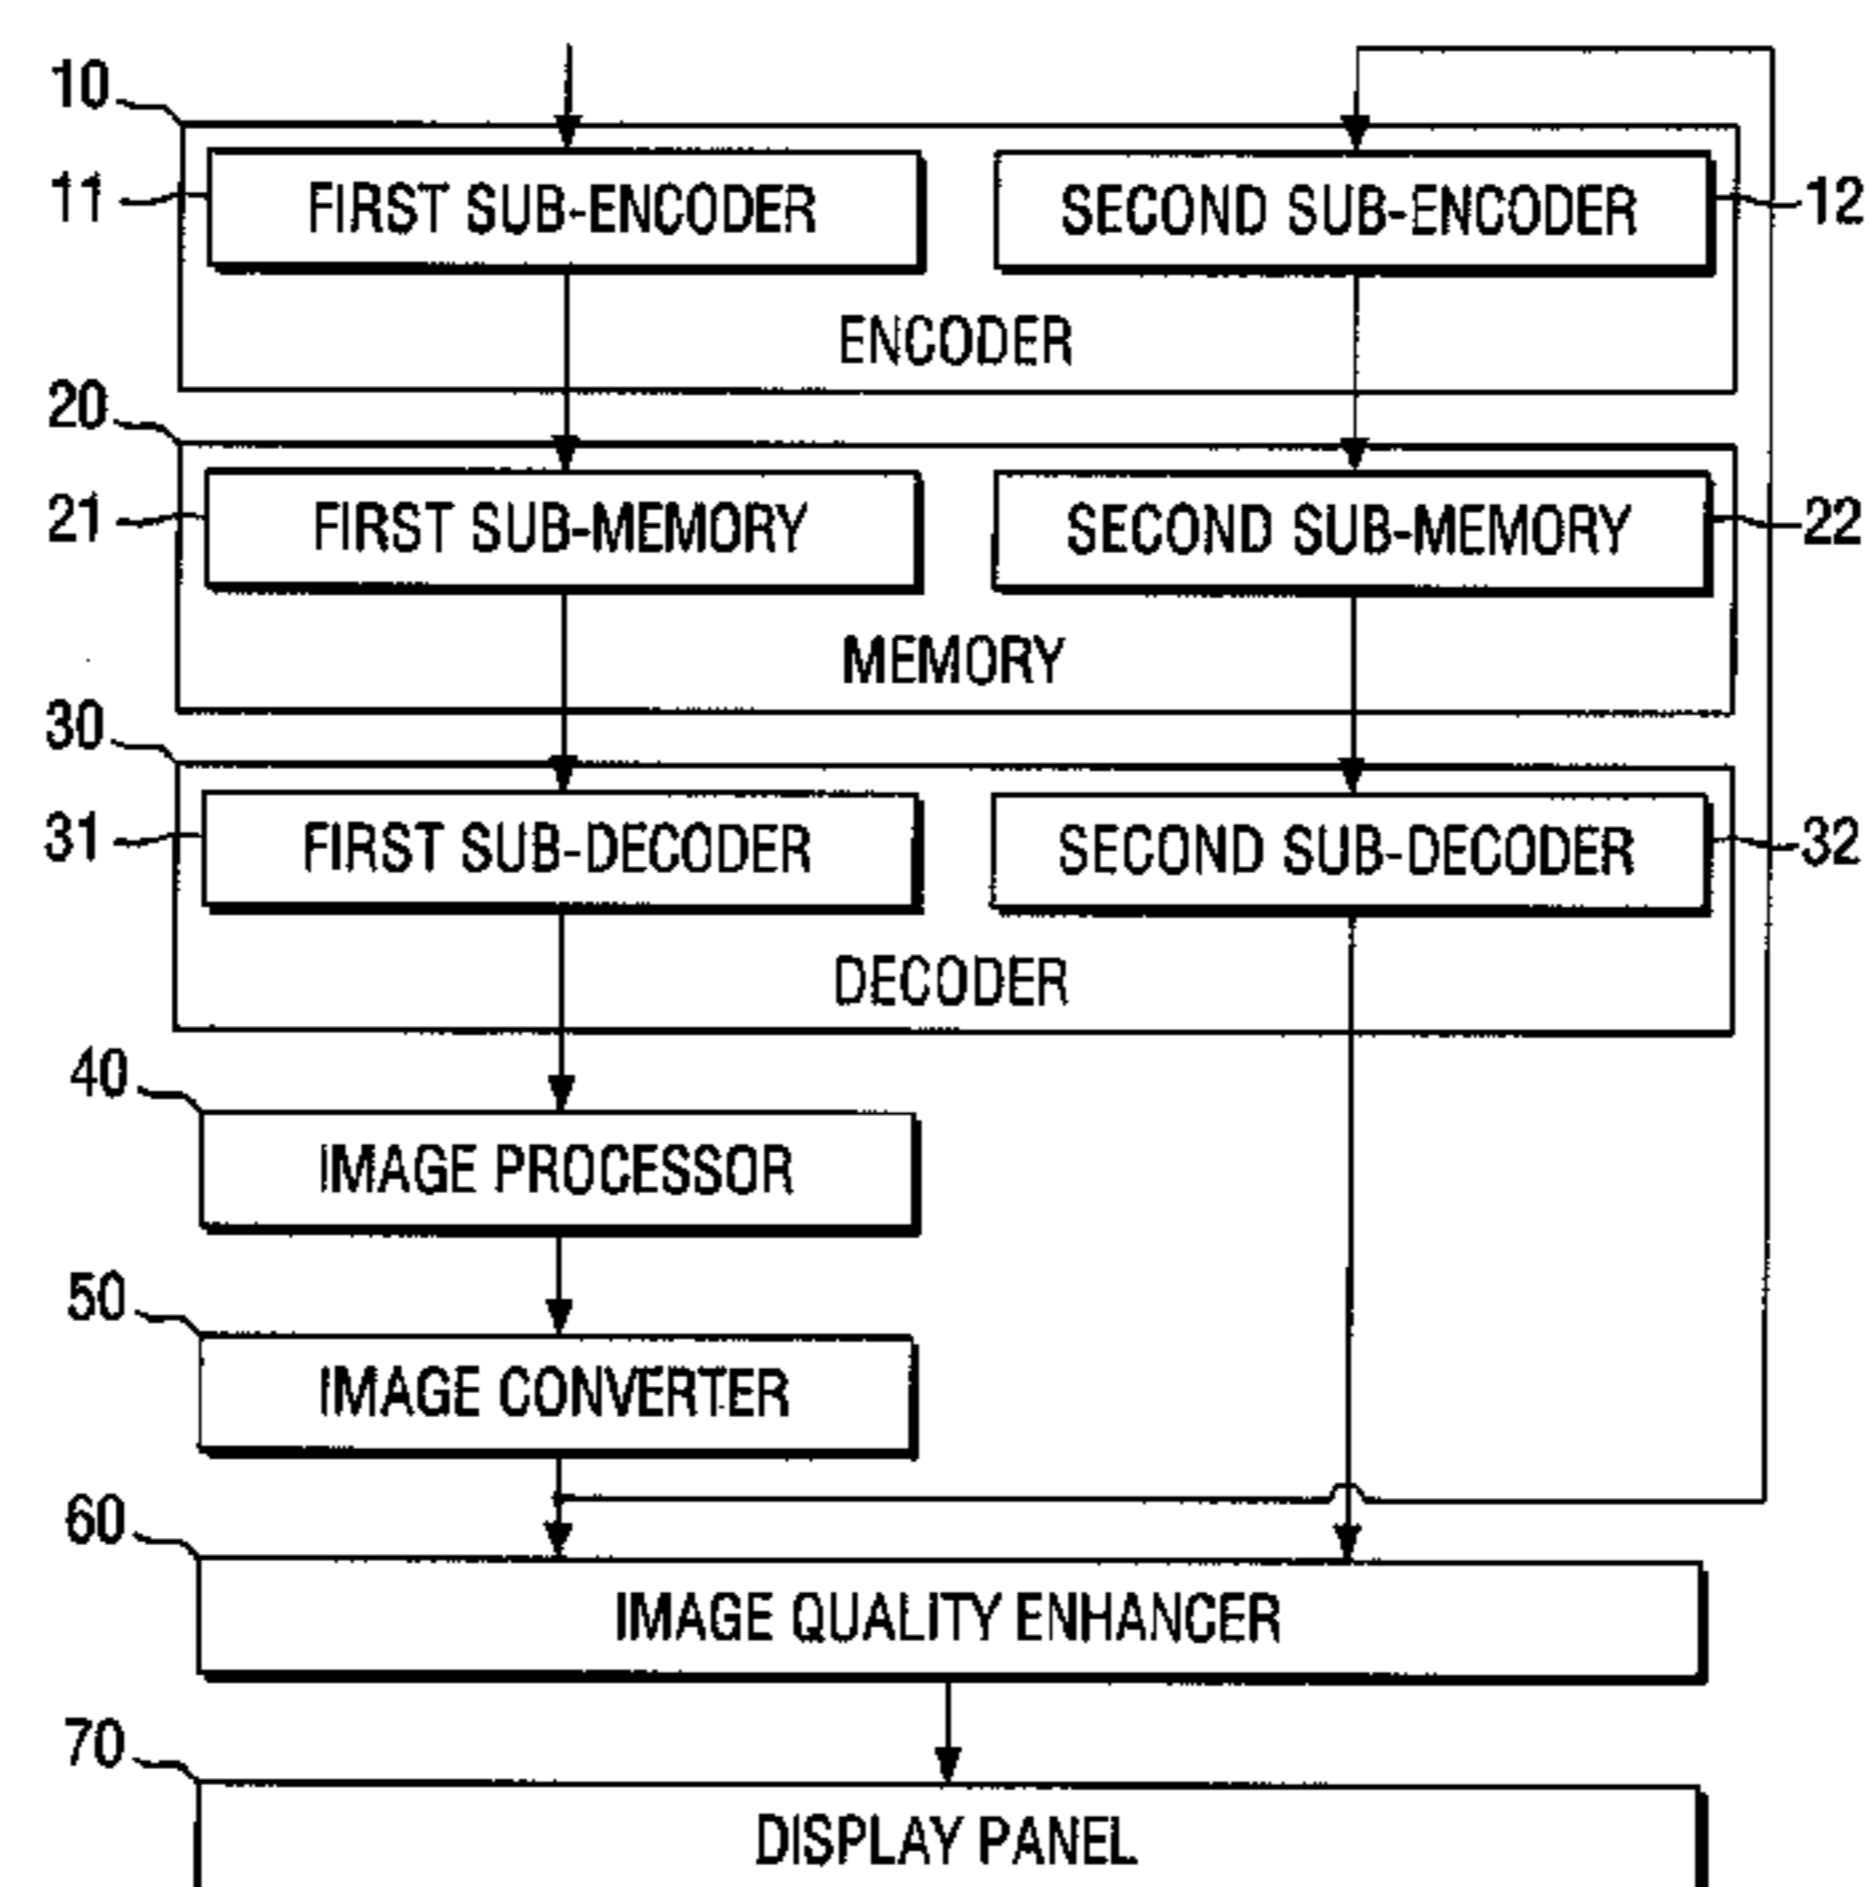 10
11 FIRST SUB-ENCODER SECOND SUB-ENCODER 12
ENCODER
20
21 FIRST SUB-MEMORY SECOND SUB-MEMORY 22
MEMORY
30
31 FIRST SUB-DECODER SECOND SUB-DECODER 32
DECODER
40
IMAGE PROCESSOR
50
IMAGE CONVERTER
60
IMAGE QUALITY ENHANCER
70
DISPLAY PANEL